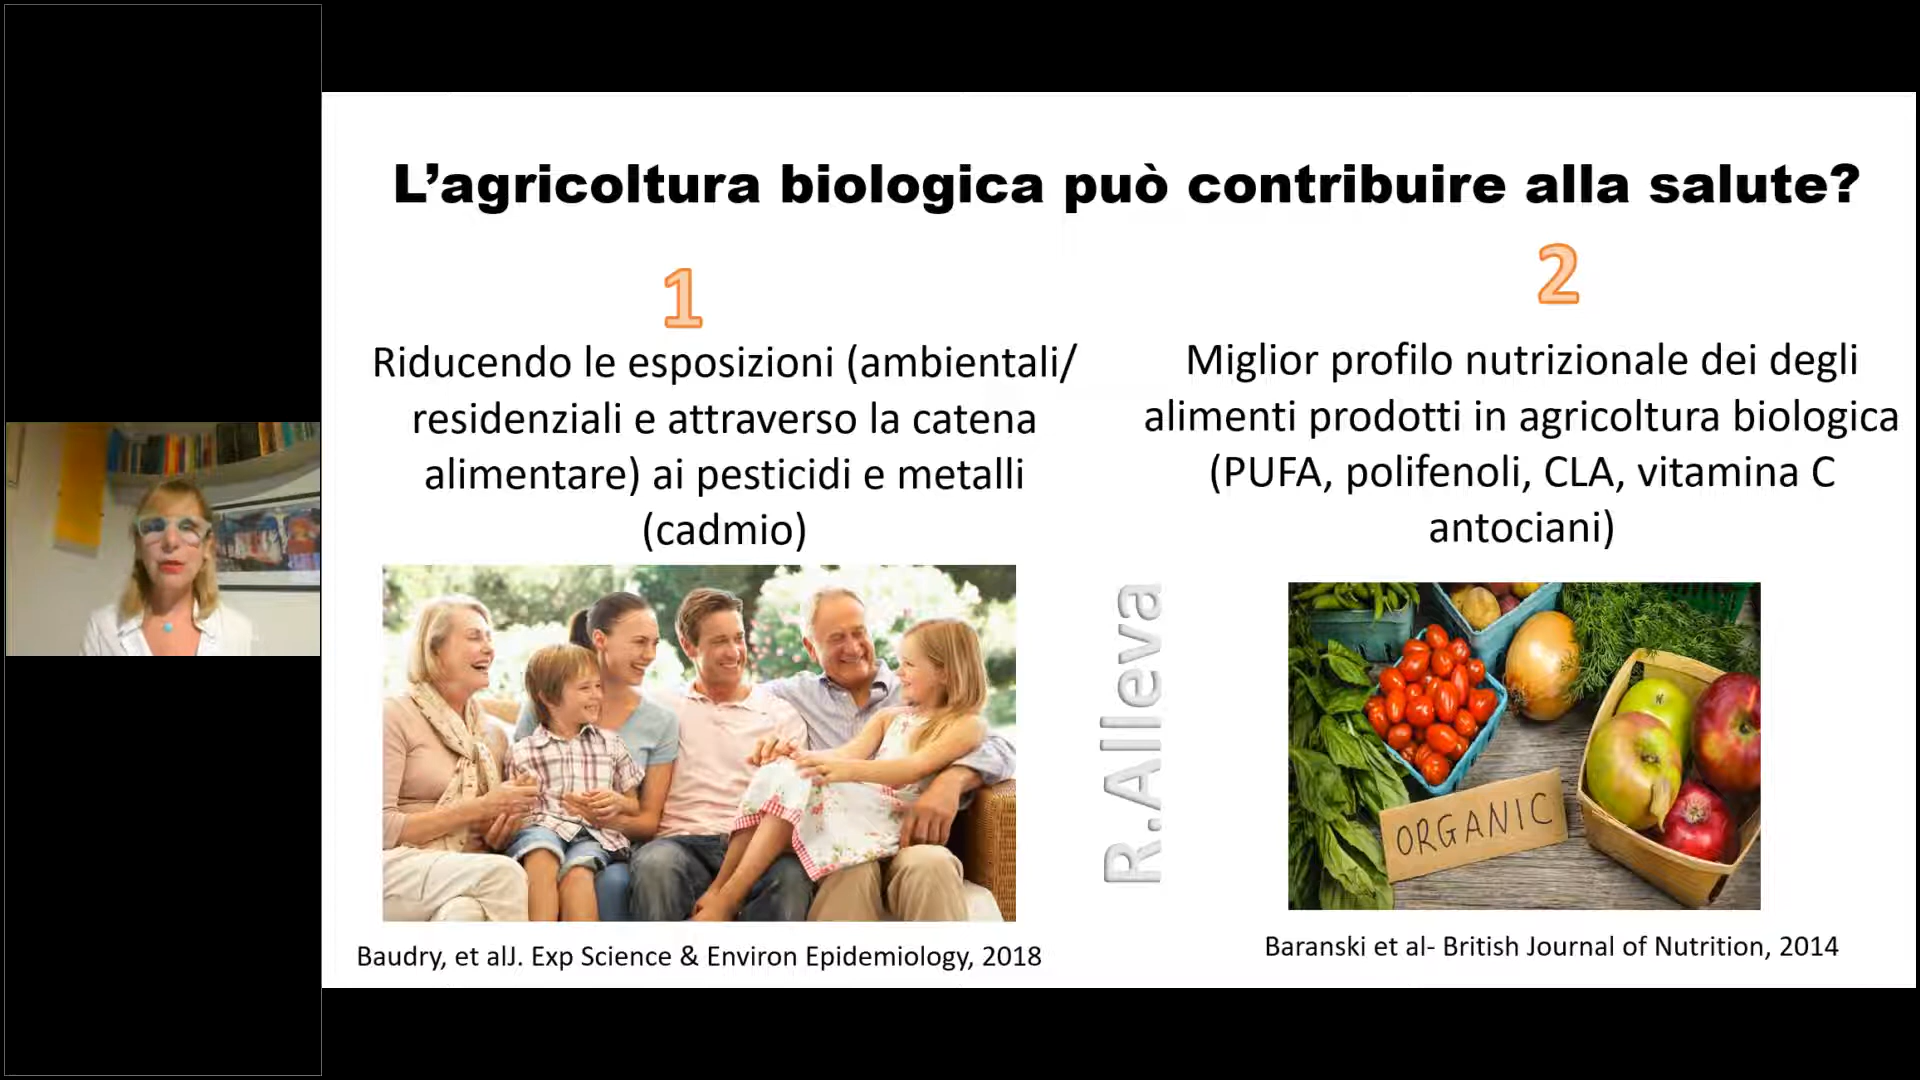 L’agricoltura biologica può contribuire alla salute?
1
Riducendo le esposizioni (ambientali/
residenziali e attraverso la catena
alimentare) ai pesticidi e metalli
(cadmio)
2
Miglior profilo nutrizionale dei degli
alimenti prodotti in agricoltura biologica
(PUFA, polifenoli, CLA, vitamina C
antociani)
R.Alleva
ORGANIC
Baudry, et alJ. Exp Science & Environ Epidemiology, 2018
Baranski et al- British Journal of Nutrition, 2014